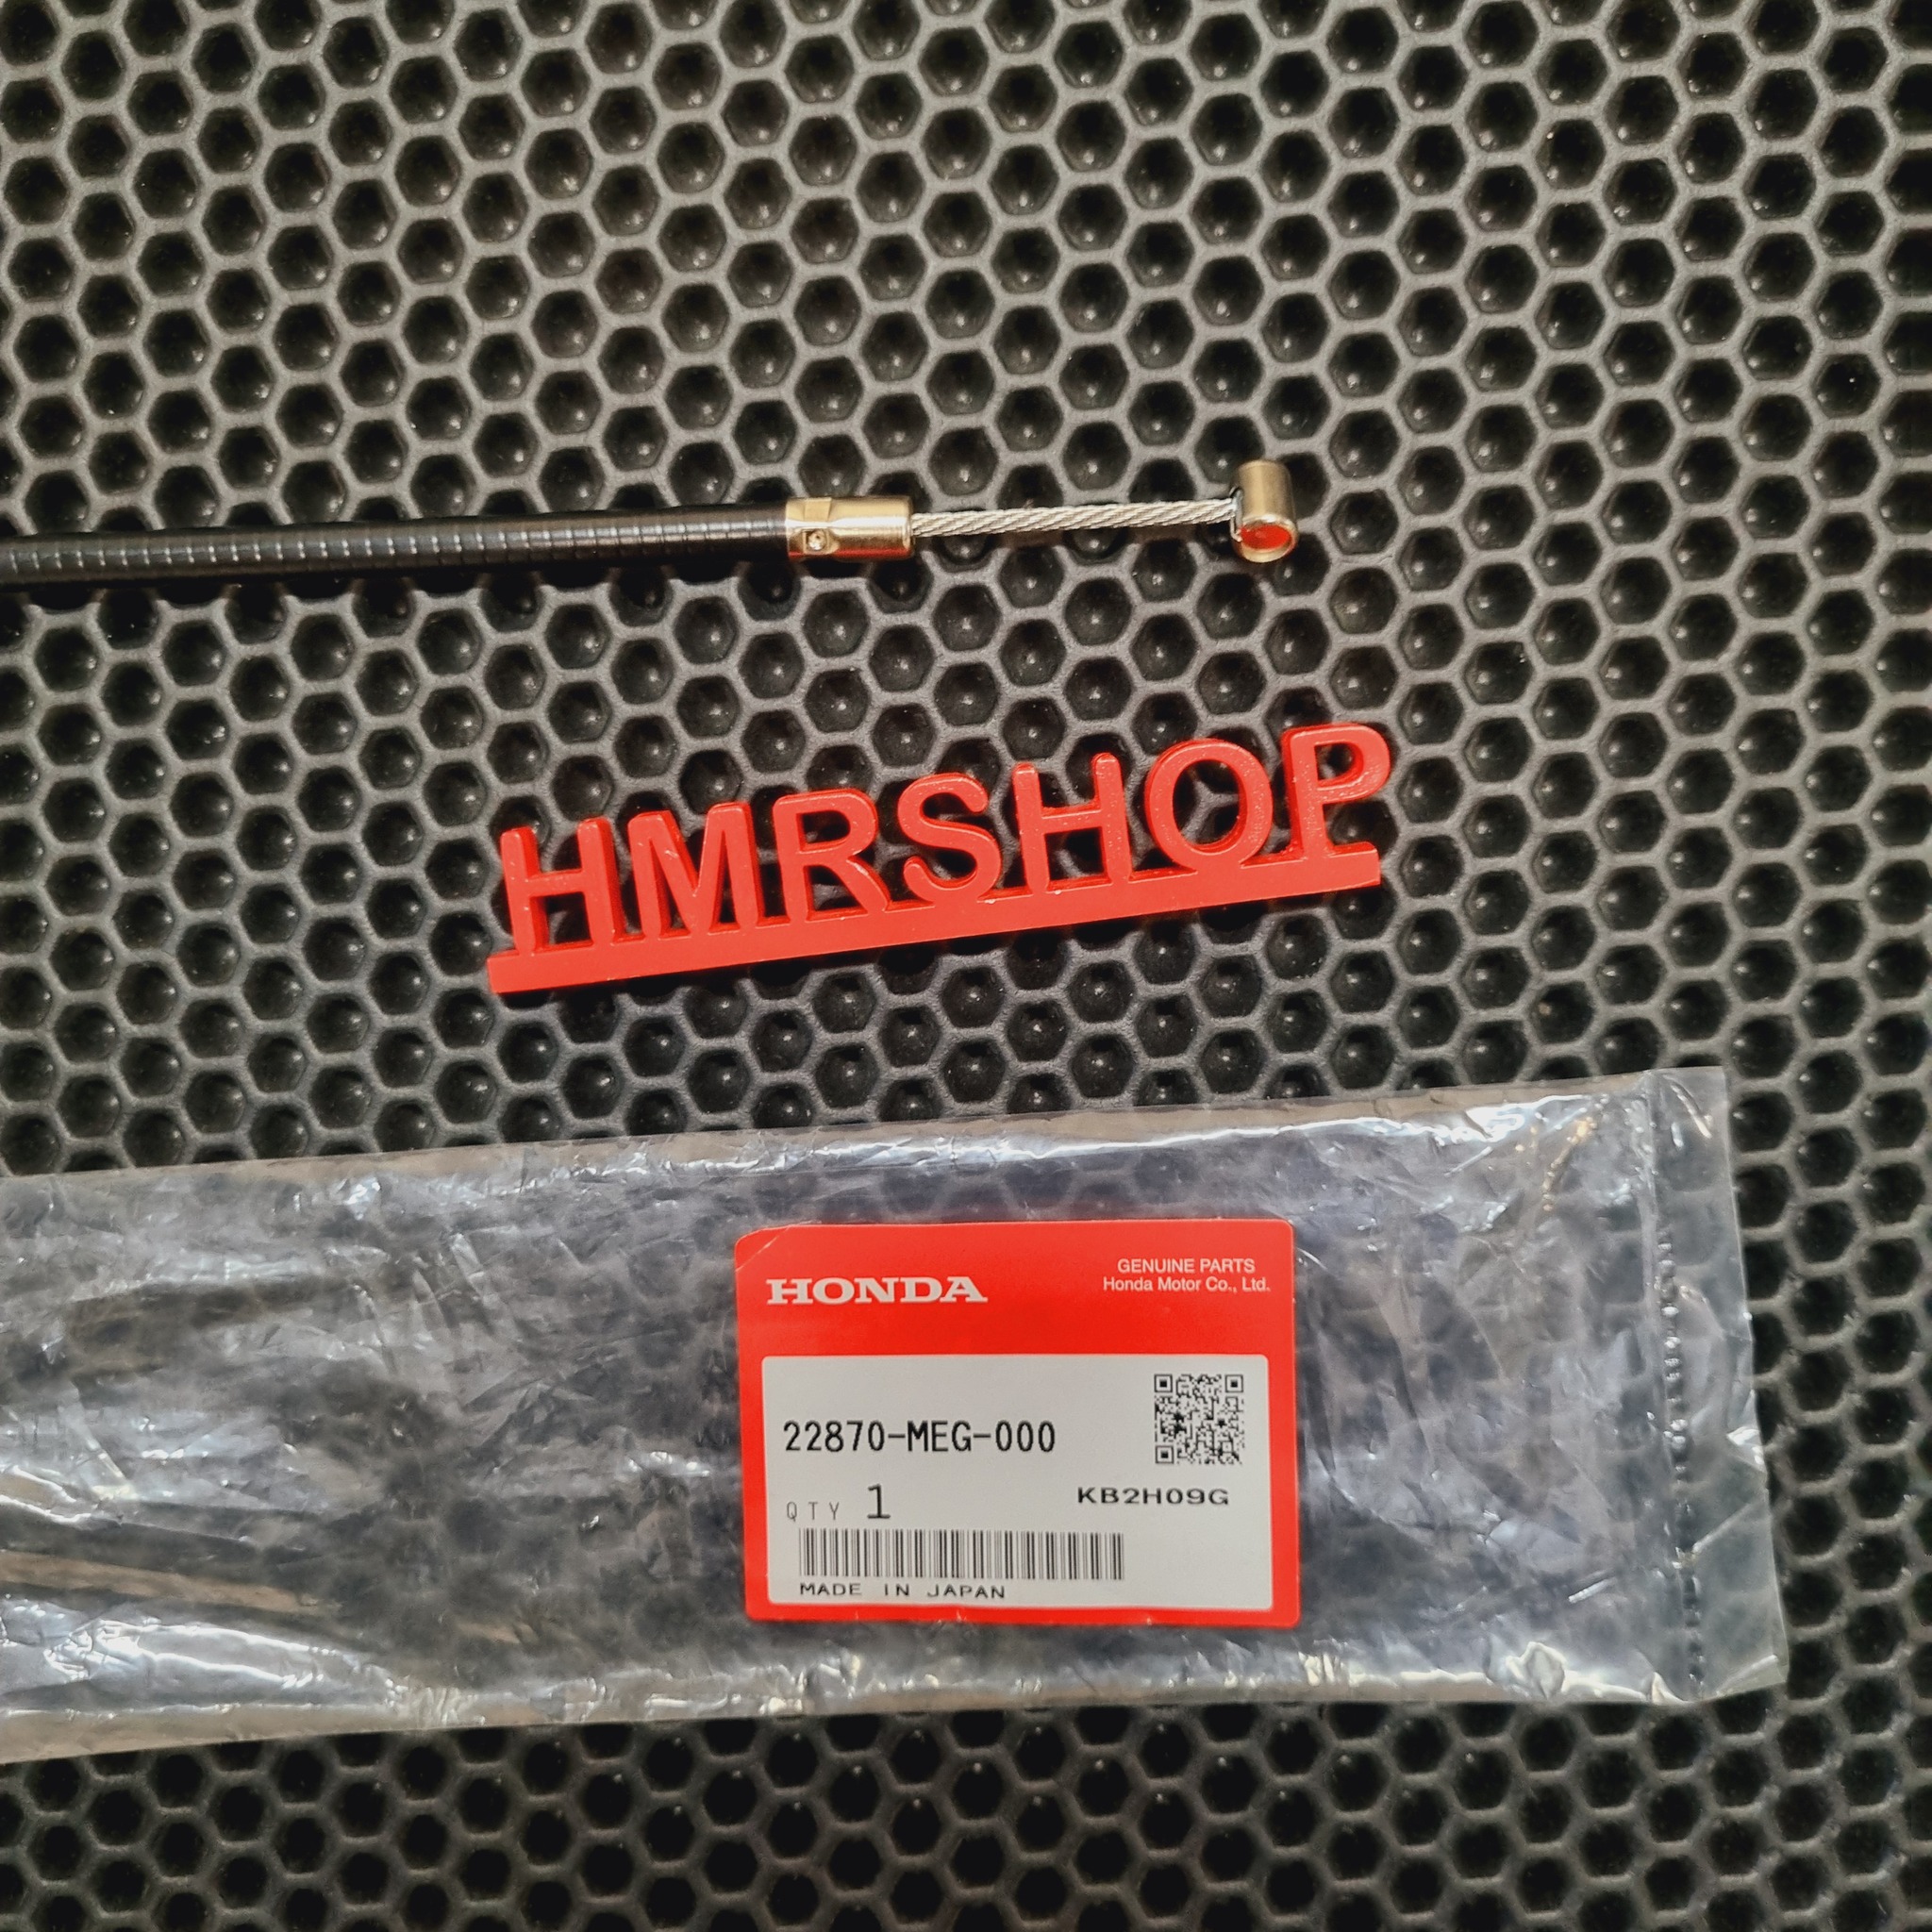 HMRSHOP
HONDA
GENUINE PARTS
Honda Motor Co., Ltd.
22870-MEG-000
QTY 1
KB2H09G
MADE IN JAPAN